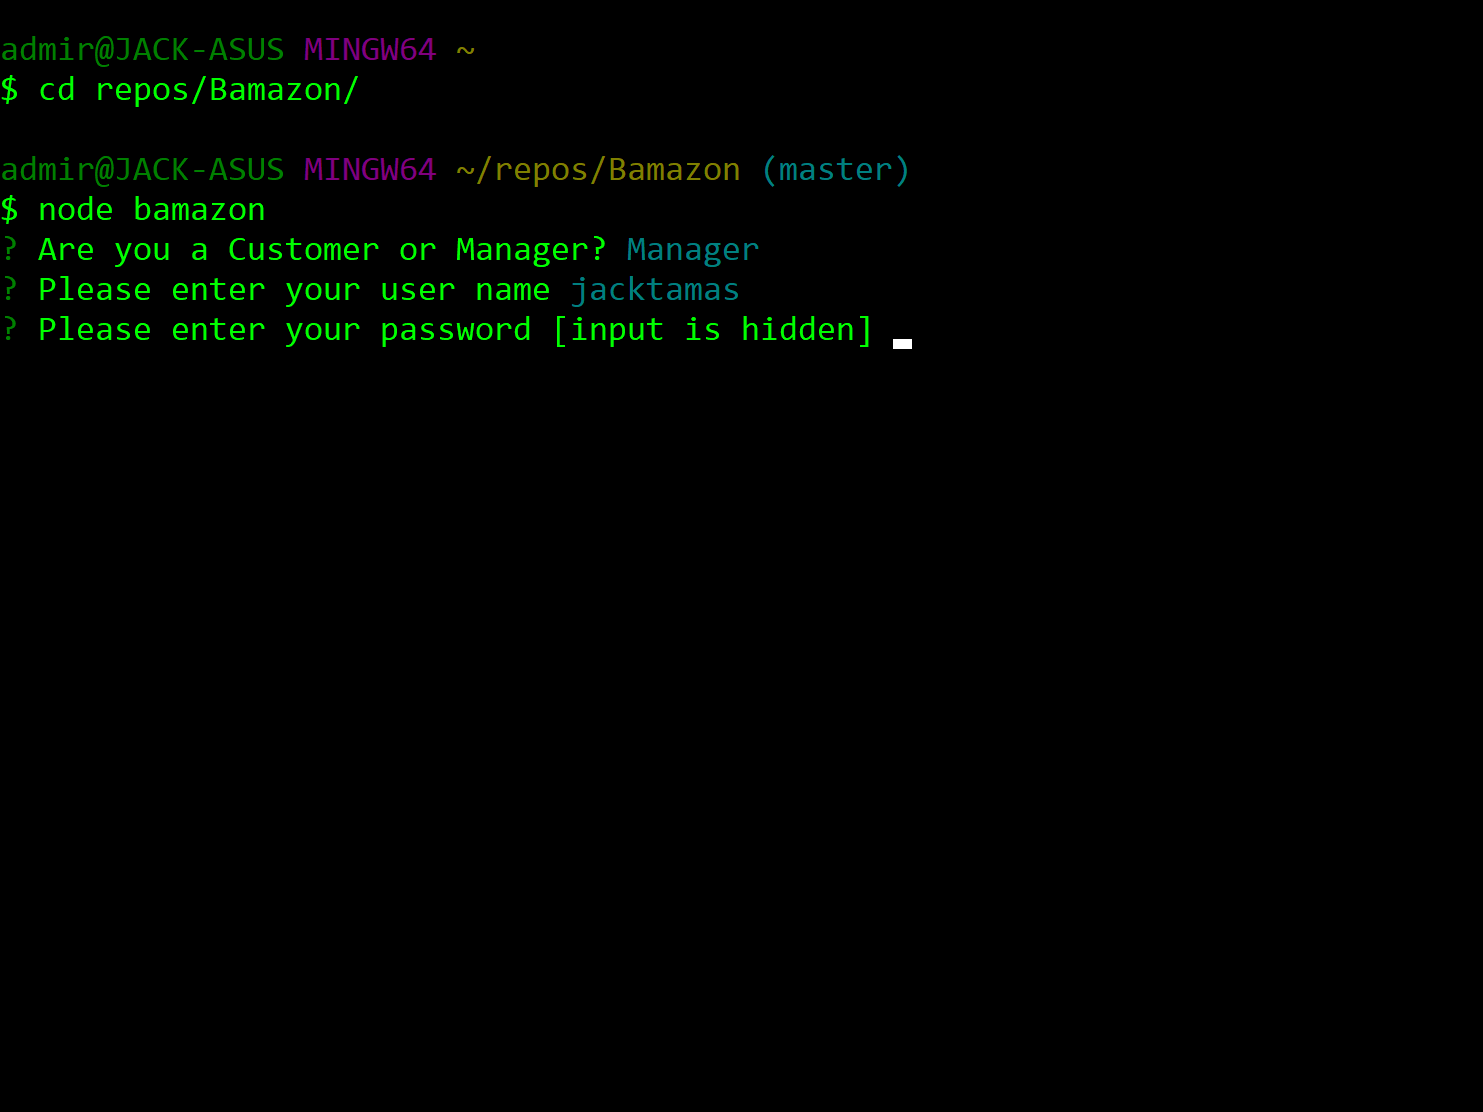 admir@JACK-ASUS MINGW64 ~
$ cd repos/Bamazon/
admir@JACK-ASUS MINGW64 ~/repos/Bamazon (master)
$ node bamazon
? Are you a Customer or Manager? Manager
? Please enter your user name jacktamas
? Please enter your password [input is hidden]